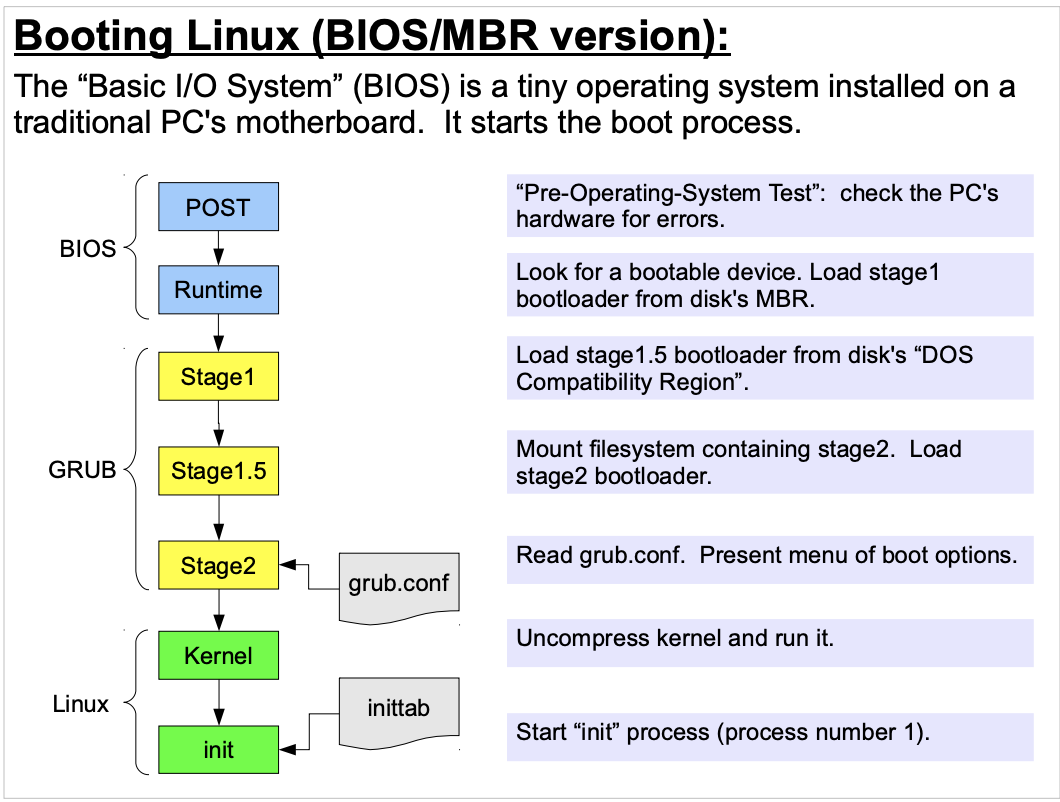 Booting Linux (BIOS/MBR version):
The “Basic I/O System” (BIOS) is a tiny operating system installed on a
traditional PC's motherboard.  It starts the boot process.
BIOS
POST
“Pre-Operating-System Test”:  check the PC's
hardware for errors.
Runtime
Look for a bootable device. Load stage1
bootloader from disk's MBR.
GRUB
Stage1
Load stage1.5 bootloader from disk's “DOS
Compatibility Region”.
Stage1.5
Mount filesystem containing stage2.  Load
stage2 bootloader.
Stage2
grub.conf
Read grub.conf.  Present menu of boot options.
Linux
Kernel
Uncompress kernel and run it.
inittab
init
Start “init” process (process number 1).